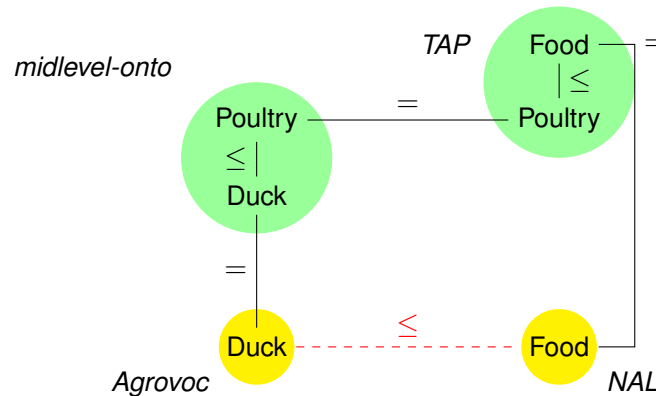 TAP
Food
=
midlevel-onto
≤
Poultry
=
Poultry
≤
Duck
=
≤
Duck
Food
Agrovoc
NAL